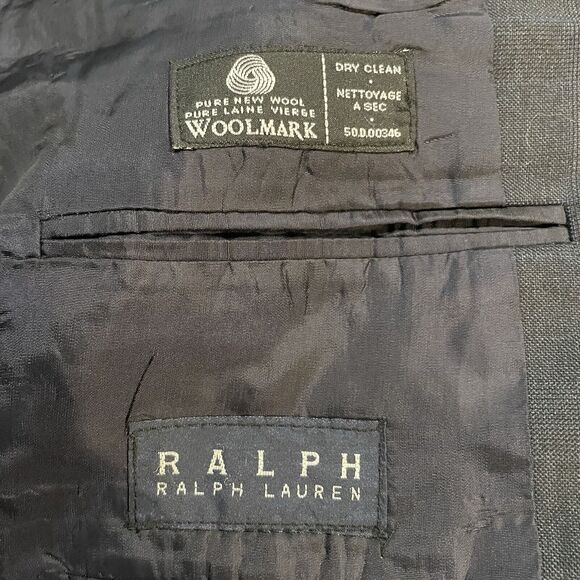 PURE NEW WOOL
PURE LAINE VIERGE
WOOLMARK
DRY CLEAN
•
NETTOYAGE
A SEC
•
50.D.00346
RALPH
RALPH LAUREN